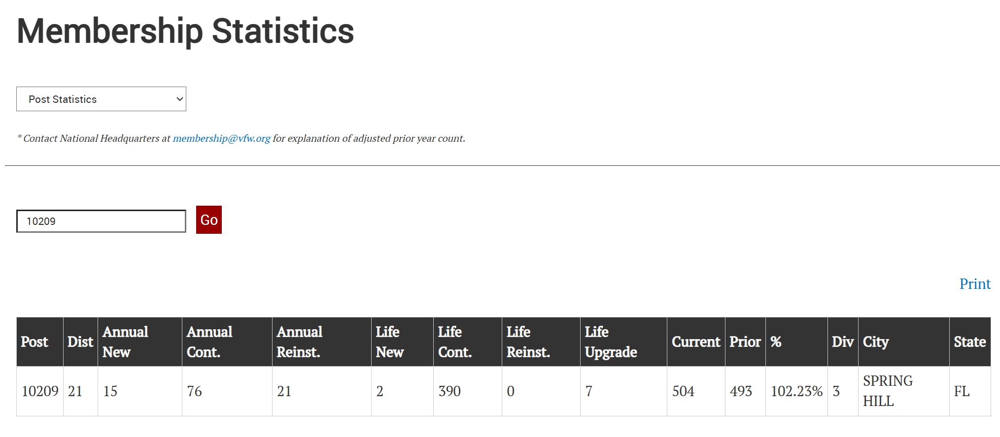 Membership Statistics
Post Statistics
* Contact National Headquarters at membership@vfw.org for explanation of adjusted prior year count.
10209
Go
Print
Post Dist Annual New Annual Cont. Annual Reinst. Life New Life Cont. Life Reinst. Life Upgrade Current Prior % Div City State
10209 21 15 76 21 2 390 0 7 504 493 102.23% 3 SPRING HILL FL